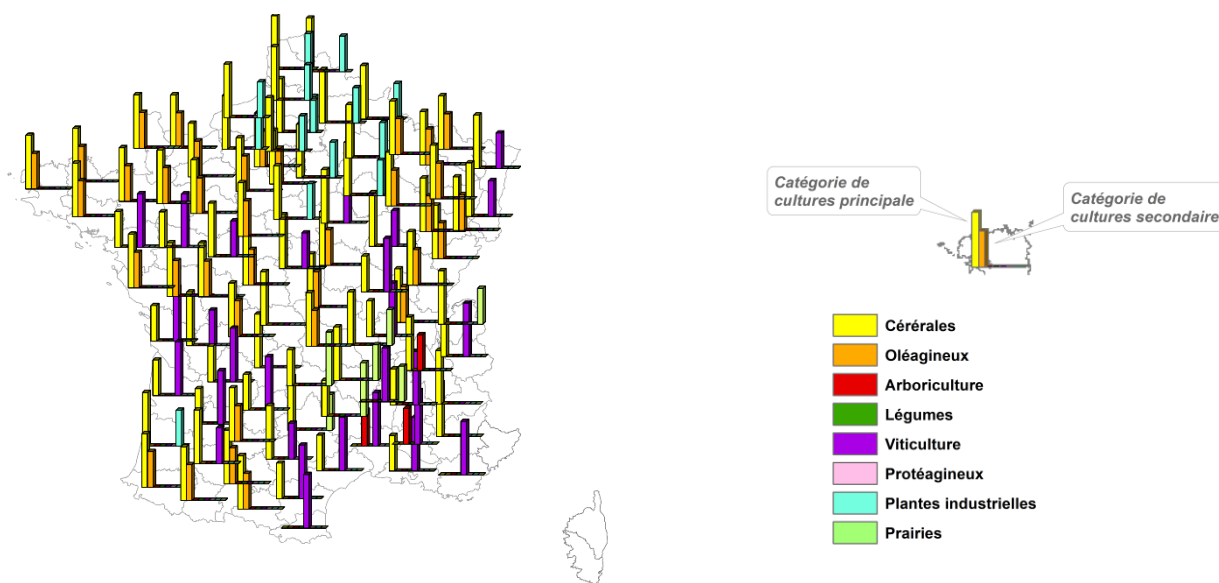 Catégorie de
cultures principale
Catégorie de
cultures secondaire
Cérérales
Oléagineux
Arboriculture
Légumes
Viticulture
Protéagineux
Plantes industrielles
Prairies